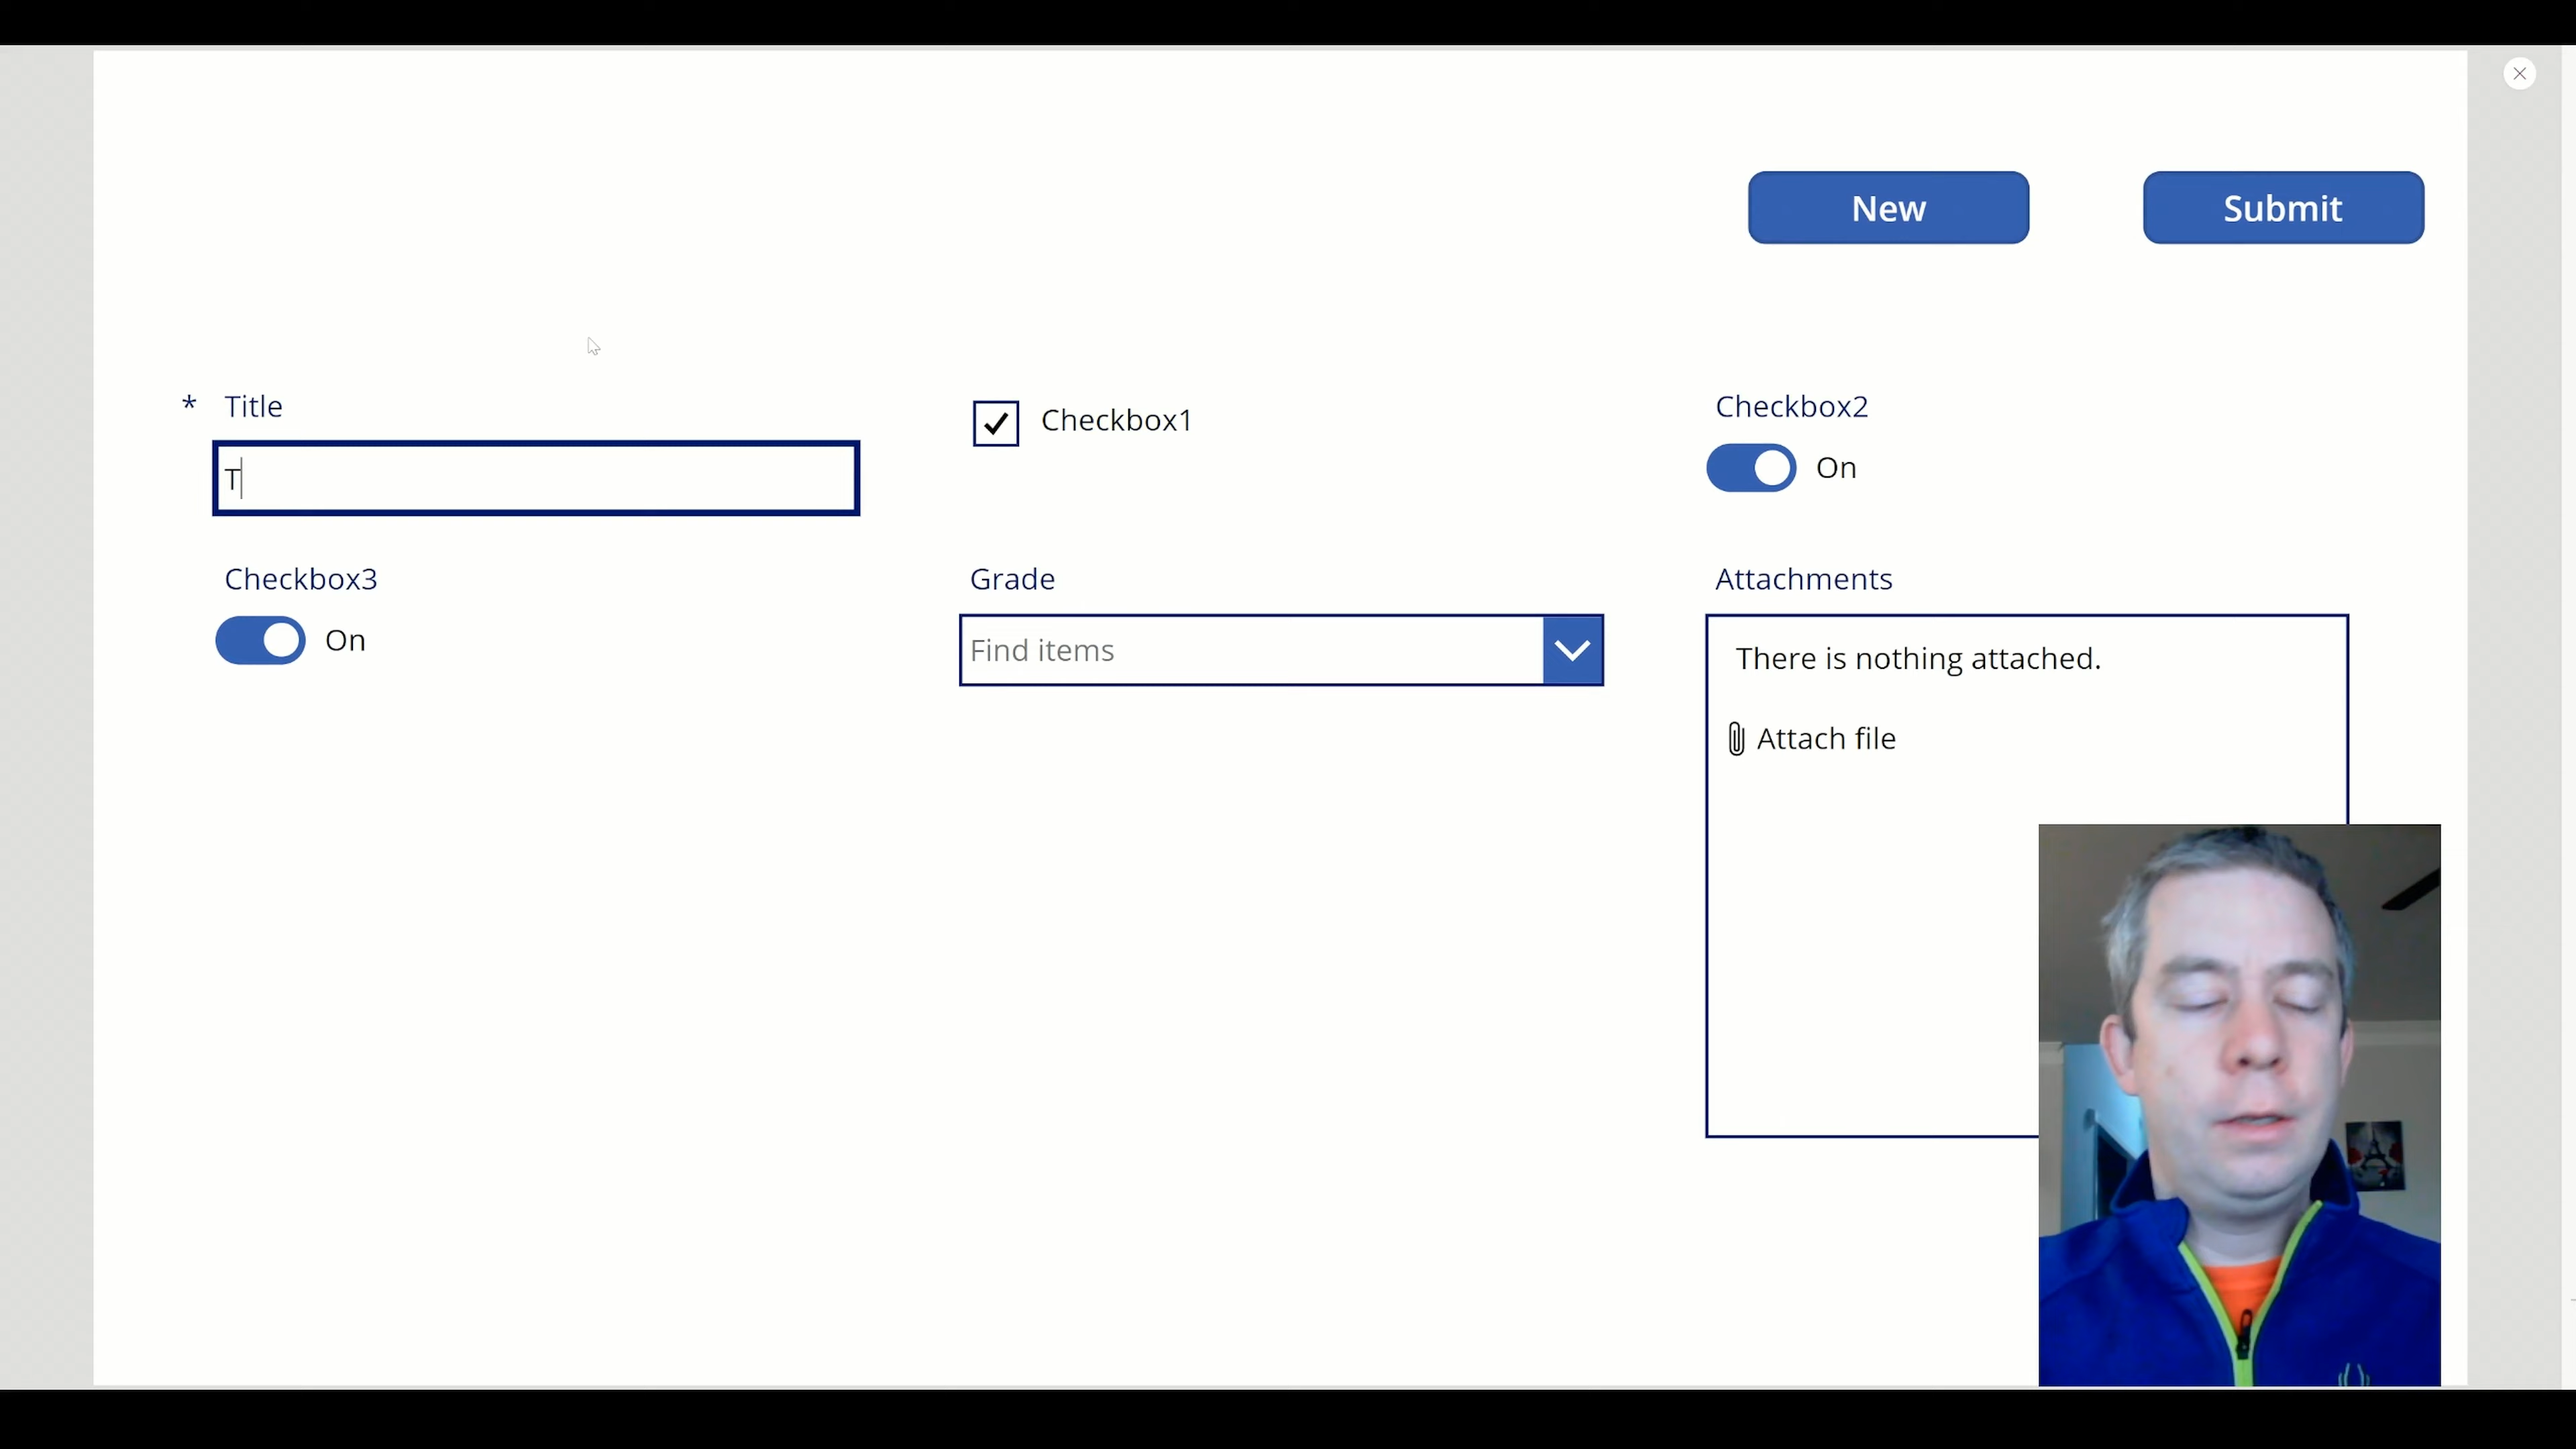 New
Submit
* Title
T
Checkbox1
Checkbox2
On
Checkbox3
On
Grade
Find items
Attachments
There is nothing attached.
Attach file